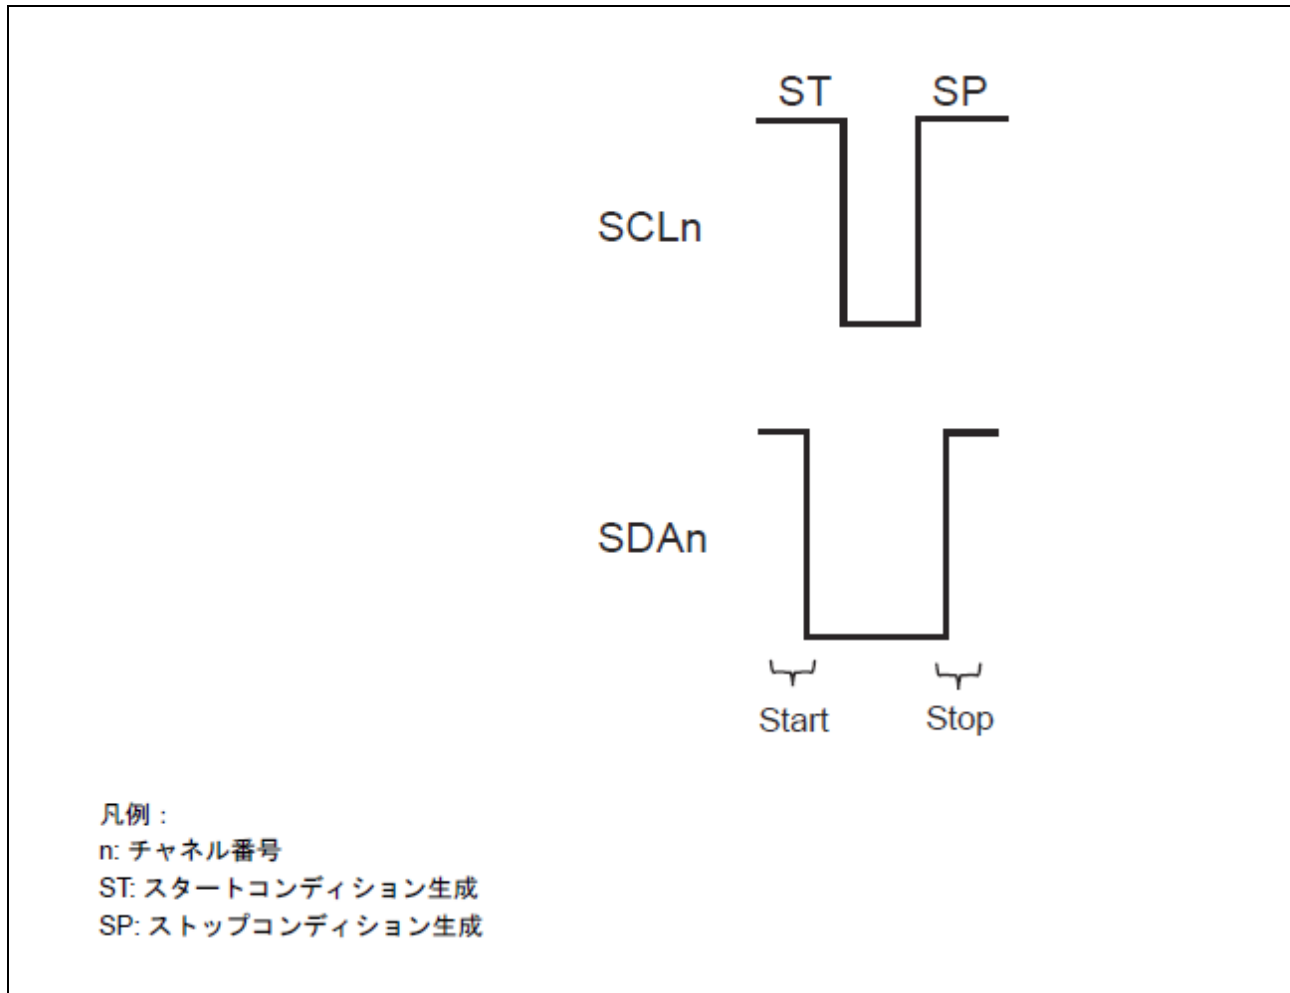 ST SP
SCLn
SDAn
Start Stop
凡例：
n: チャネル番号
ST: スタートコンディション生成
SP: ストップコンディション生成